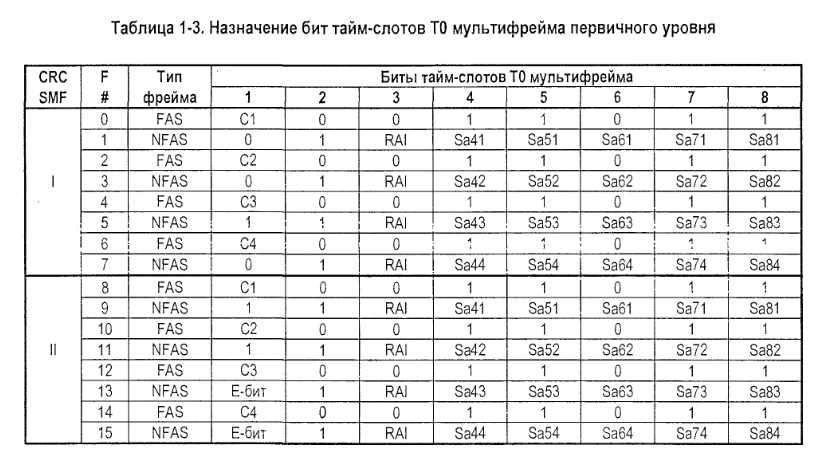 Таблица 1-3. Назначение бит тайм-слотов Т0 мультифрейма первичного уровня
CRC SMF F # Тип фрейма Биты тайм-слотов Т0 мультифрейма
1 2 3 4 5 6 7 8
I
0 FAS C1 0 0 1 1 0 1 1
1 NFAS 0 1 RAI Sa41 Sa51 Sa61 Sa71 Sa81
2 FAS C2 0 0 1 1 0 1 1
3 NFAS 0 1 RAI Sa42 Sa52 Sa62 Sa72 Sa82
4 FAS C3 0 0 1 1 0 1 1
5 NFAS 1 1 RAI Sa43 Sa53 Sa63 Sa73 Sa83
6 FAS C4 0 0 1 1 0 1 1
7 NFAS 0 1 RAI Sa44 Sa54 Sa64 Sa74 Sa84
II
8 FAS C1 0 0 1 1 0 1 1
9 NFAS 1 1 RAI Sa41 Sa51 Sa61 Sa71 Sa81
10 FAS C2 0 0 1 1 0 1 1
11 NFAS 1 1 RAI Sa42 Sa52 Sa62 Sa72 Sa82
12 FAS C3 0 0 1 1 0 1 1
13 NFAS Е-бит 1 RAI Sa43 Sa53 Sa63 Sa73 Sa83
14 FAS C4 0 0 1 1 0 1 1
15 NFAS Е-бит 1 RAI Sa44 Sa54 Sa64 Sa74 Sa84